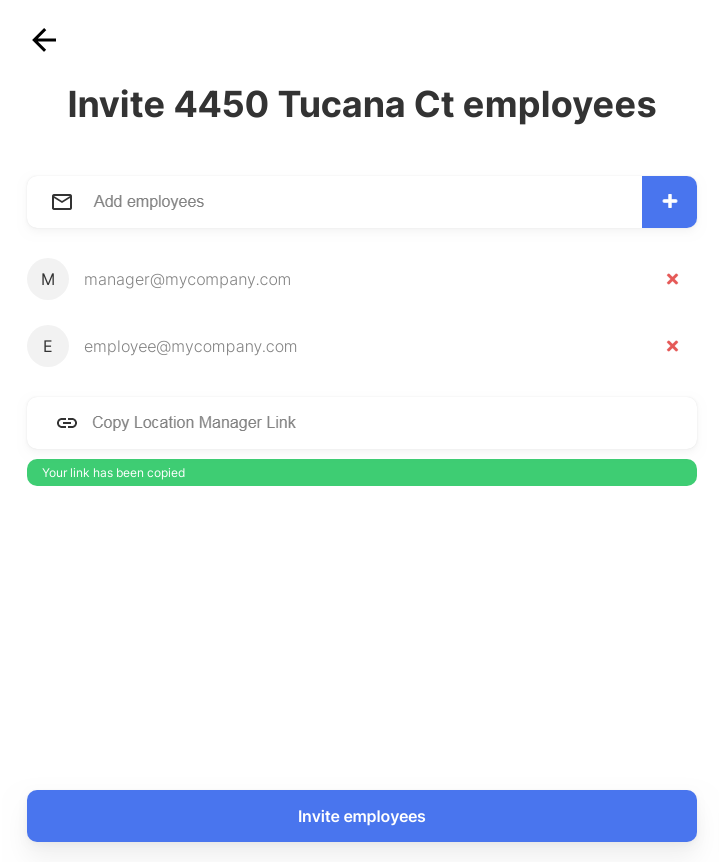 Invite 4450 Tucana Ct employees
Add employees
M manager@mycompany.com
E employee@mycompany.com
Copy Location Manager Link
Your link has been copied
Invite employees